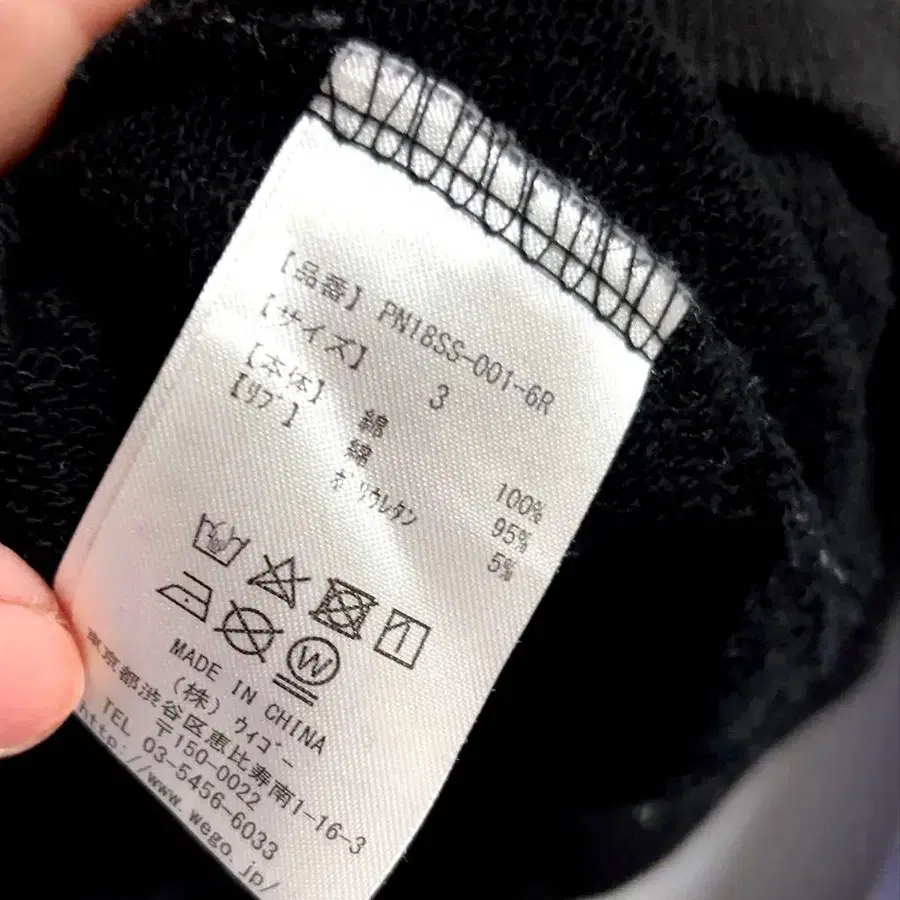 【品番】 PN18SS-001-6R
【サイズ】 3
【本体】 綿 100%
【ﾘﾌﾞ】 綿 95%
ﾎﾟﾘｳﾚﾀﾝ 5%
W
MADE IN CHINA
(株) ｳｨｺﾞｰ
〒150-0022
東京都渋谷区恵比寿南1-16-3
TEL 03-5456-6033
http://www.wego.jp/